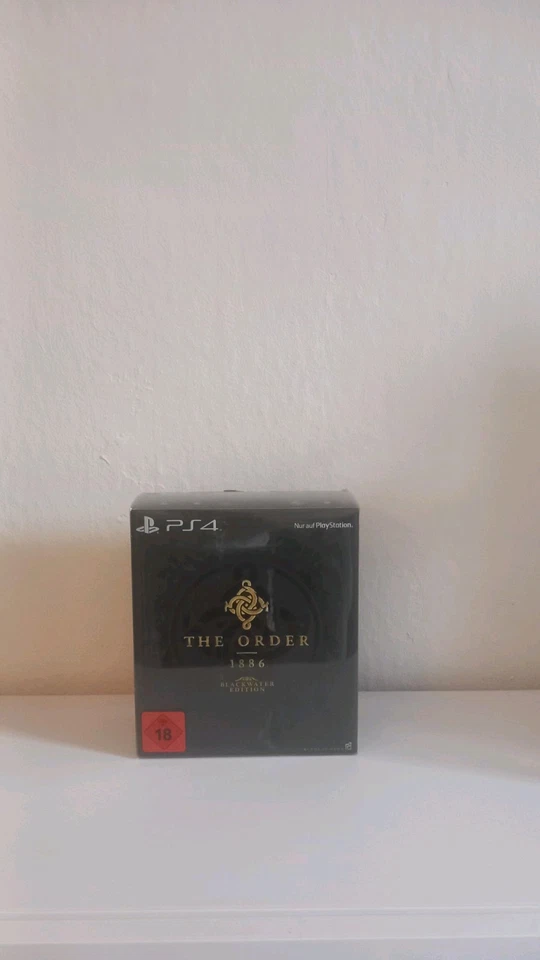 PS4
Nur auf PlayStation.
THE ORDER
1886
BLACKWATER
EDITION
18